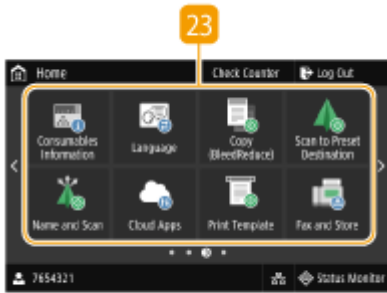 23
Home Check Counter Log Out
Consumables
Information
Language
Copy
(BleedReduce)
Scan to Preset
Destination
Name and Scan Cloud Apps Print Template Fax and Store
7654321 Status Monitor